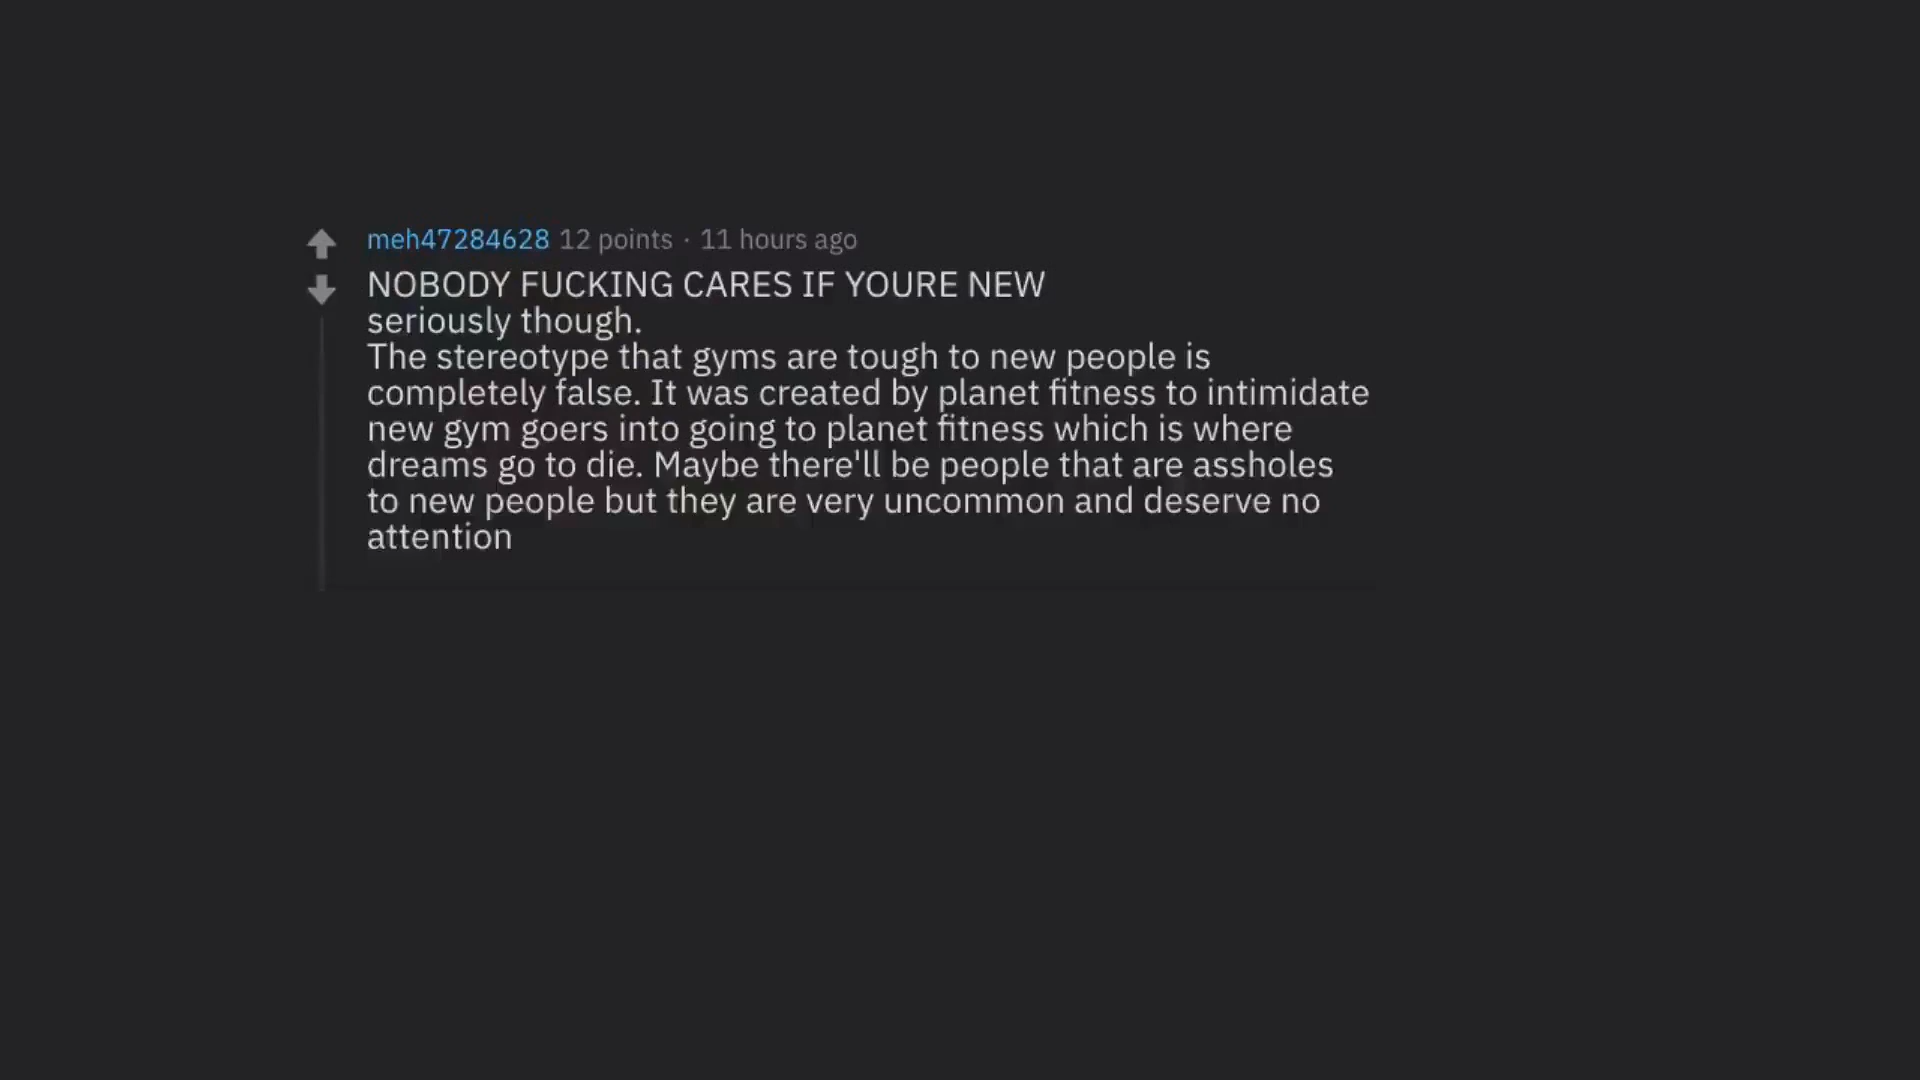 meh47284628 12 points · 11 hours ago
NOBODY FUCKING CARES IF YOURE NEW
seriously though.
The stereotype that gyms are tough to new people is
completely false. It was created by planet fitness to intimidate
new gym goers into going to planet fitness which is where
dreams go to die. Maybe there'll be people that are assholes
to new people but they are very uncommon and deserve no
attention